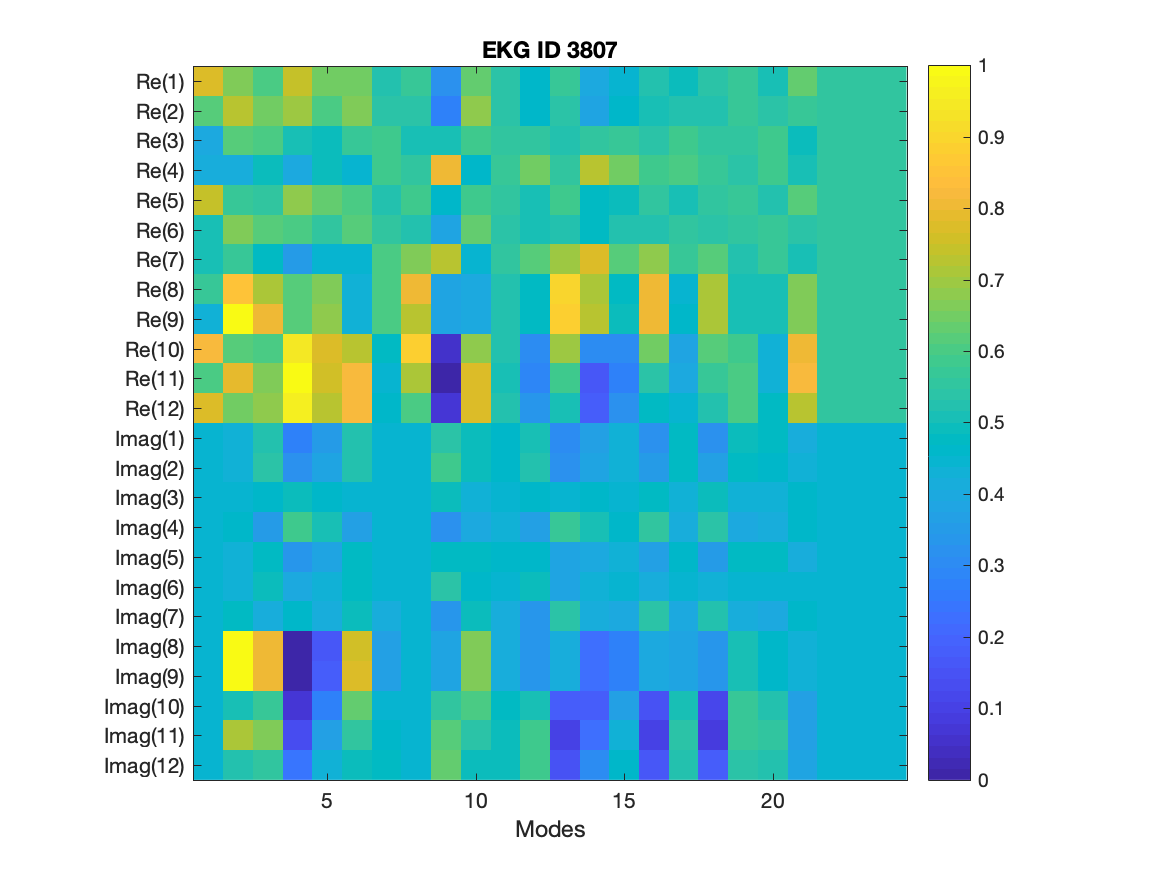 EKG ID 3807
Re(1)
Re(2)
Re(3)
Re(4)
Re(5)
Re(6)
Re(7)
Re(8)
Re(9)
Re(10)
Re(11)
Re(12)
Imag(1)
Imag(2)
Imag(3)
Imag(4)
Imag(5)
Imag(6)
Imag(7)
Imag(8)
Imag(9)
Imag(10)
Imag(11)
Imag(12)
5 10 15 20
Modes
1
0.9
0.8
0.7
0.6
0.5
0.4
0.3
0.2
0.1
0